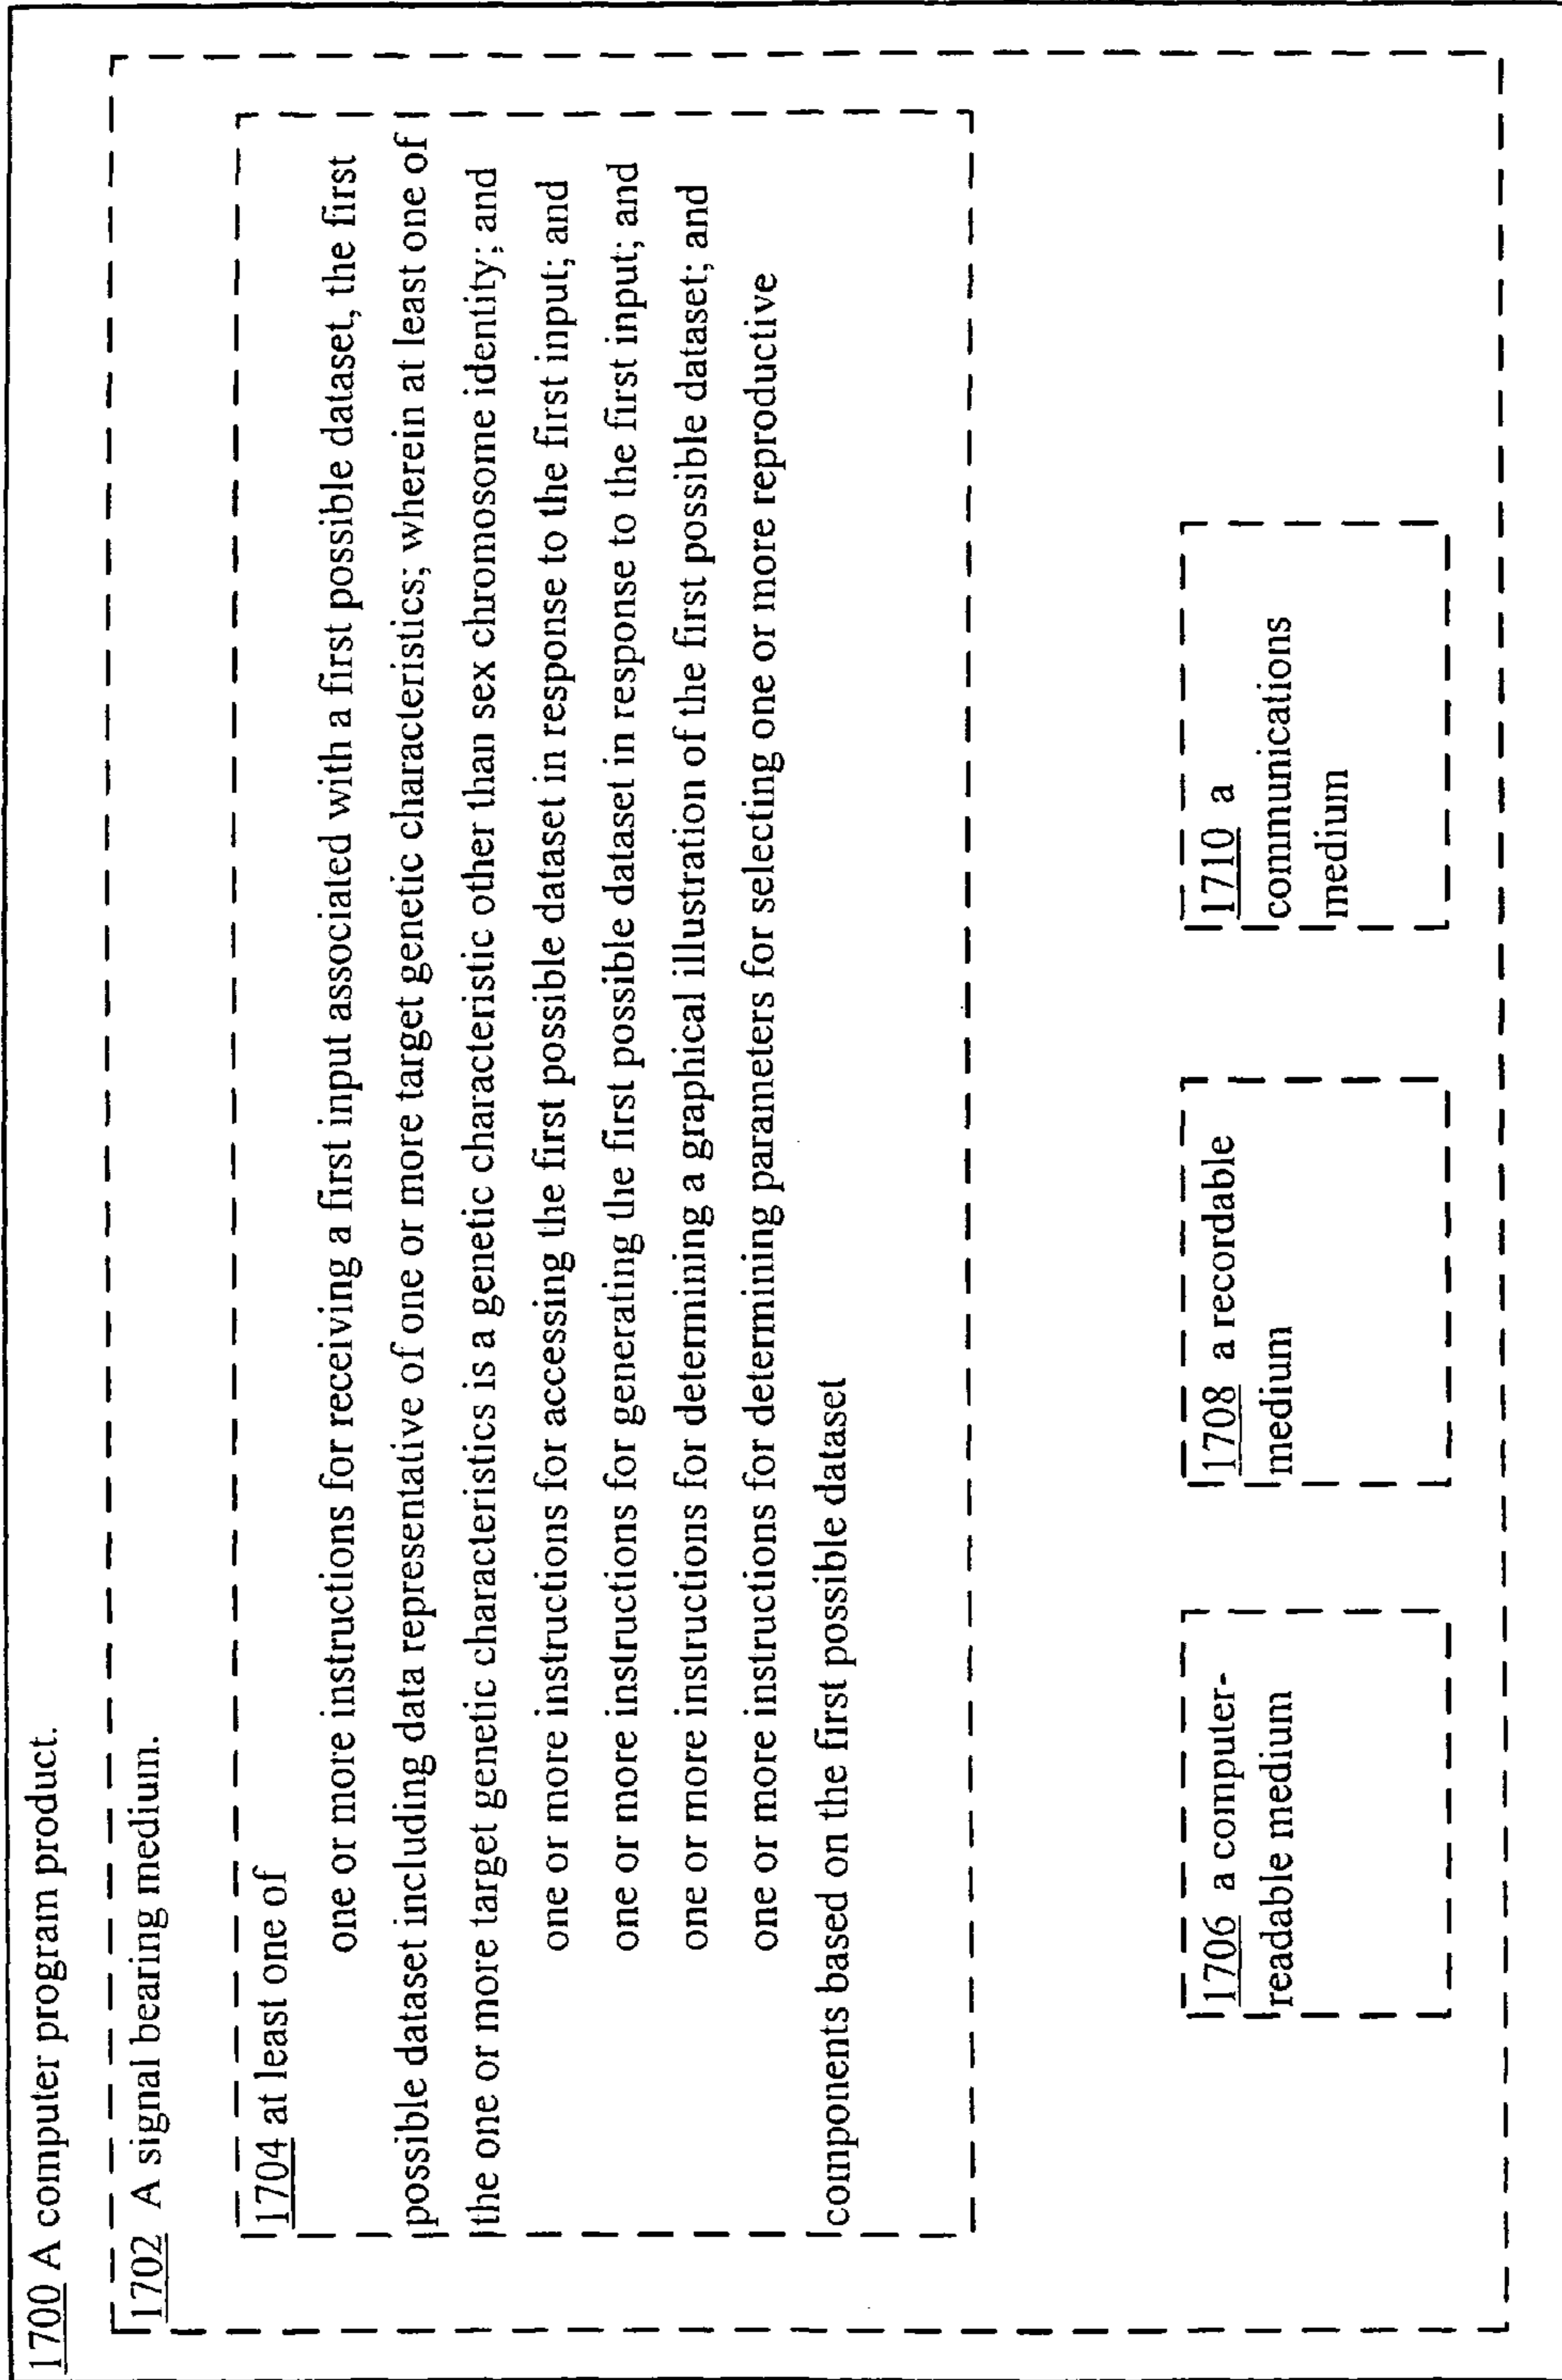 1700 A computer program product.
1702 A signal bearing medium.
1704 at least one of
one or more instructions for receiving a first input associated with a first possible dataset, the first
possible dataset including data representative of one or more target genetic characteristics; wherein at least one of
the one or more target genetic characteristics is a genetic characteristic other than sex chromosome identity; and
one or more instructions for accessing the first possible dataset in response to the first input; and
one or more instructions for generating the first possible dataset in response to the first input; and
one or more instructions for determining a graphical illustration of the first possible dataset; and
one or more instructions for determining parameters for selecting one or more reproductive
components based on the first possible dataset
1706 a computer-
readable medium
1708 a recordable
medium
1710 a
communications
medium